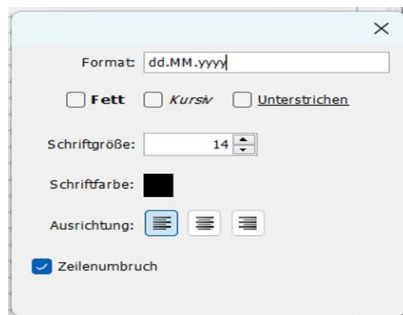 Format: dd.MM.yyyy
Fett Kursiv Unterstrichen
Schriftgröße: 14
Schriftfarbe:
Ausrichtung:
Zeilenumbruch